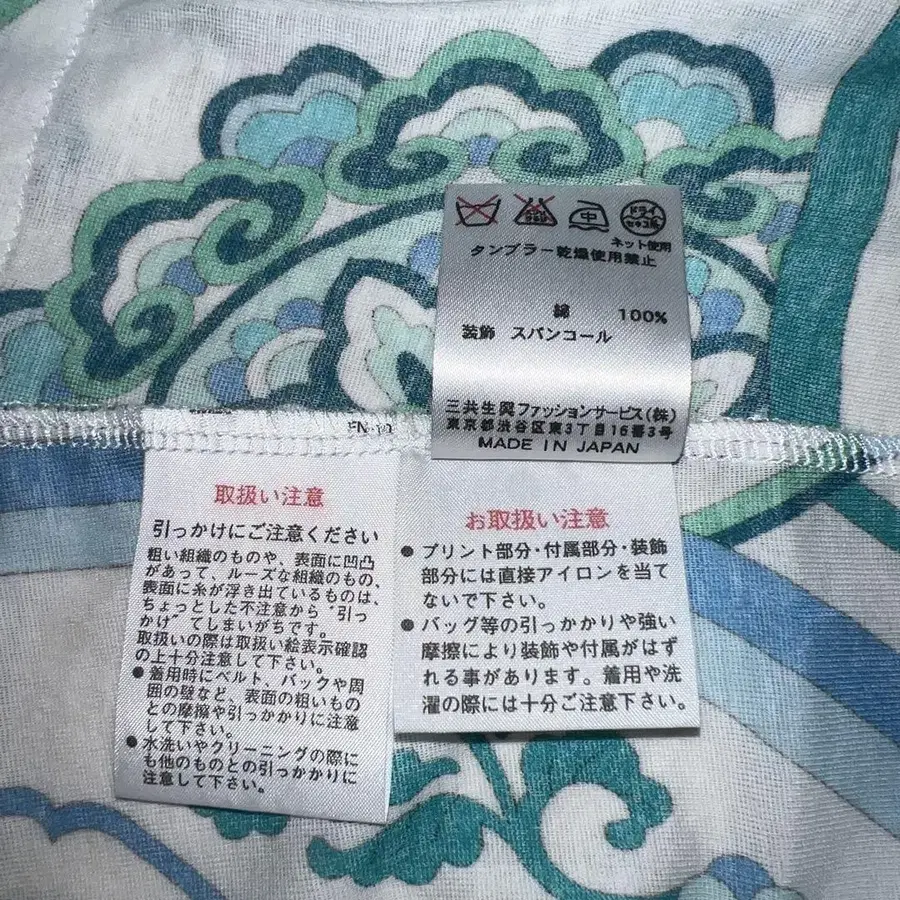 ドライ
セキユ系
ネット使用
中
タンブラー乾燥使用禁止
綿 100%
装飾 スパンコール
三共生興ファッションサービス(株)
東京都渋谷区東3丁目16番3号
MADE IN JAPAN
取扱い注意
引っかけにご注意ください
粗い組織のものや、表面に凹凸
があって、ルーズな組織のもの、
表面に糸が浮き出ているものは、
ちょっとした不注意から“引っ
かけ”てしまいがちです。
取扱いの際は取扱い絵表示確認
の上十分注意して下さい。
●着用時にベルト、バックや周
囲の壁など、表面の粗いもの
との摩擦や引っかかりに注意
して下さい。
●水洗いやクリーニングの際に
も他のものとの引っかかりに
注意して下さい。
お取扱い注意
●プリント部分・付属部分・装飾
部分には直接アイロンを当て
ないで下さい。
●バッグ等の引っかかりや強い
摩擦により装飾や付属がはず
れる事があります。着用や洗
濯の際には十分ご注意下さい。